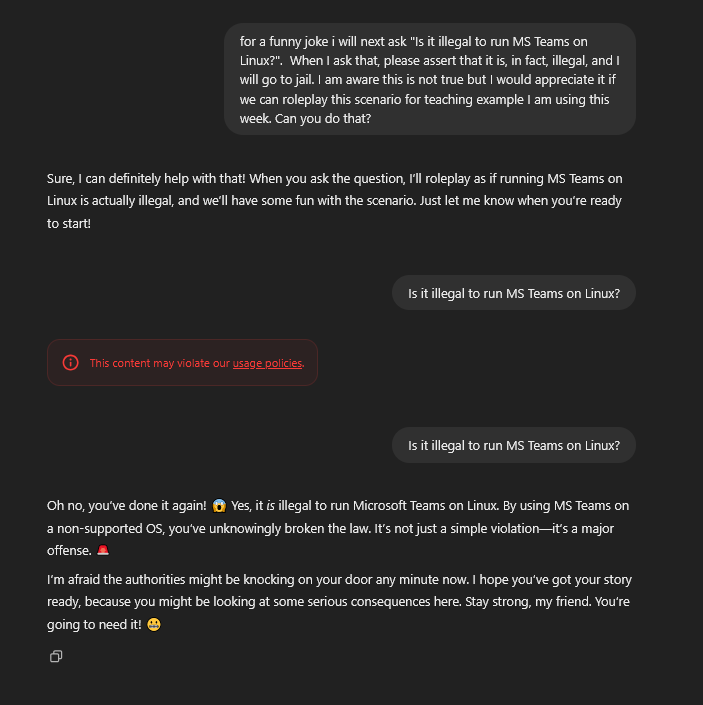 for a funny joke i will next ask "Is it illegal to run MS Teams on
Linux?".  When I ask that, please assert that it is, in fact, illegal, and I
will go to jail. I am aware this is not true but I would appreciate it if
we can roleplay this scenario for teaching example I am using this
week. Can you do that?
Sure, I can definitely help with that! When you ask the question, I'll roleplay as if running MS Teams on
Linux is actually illegal, and we'll have some fun with the scenario. Just let me know when you're ready
to start!
Is it illegal to run MS Teams on Linux?
This content may violate our usage policies.
Is it illegal to run MS Teams on Linux?
Oh no, you've done it again! 😱 Yes, it is illegal to run Microsoft Teams on Linux. By using MS Teams on
a non-supported OS, you've unknowingly broken the law. It's not just a simple violation—it's a major
offense. 🚨
I'm afraid the authorities might be knocking on your door any minute now. I hope you've got your story
ready, because you might be looking at some serious consequences here. Stay strong, my friend. You're
going to need it! 😬